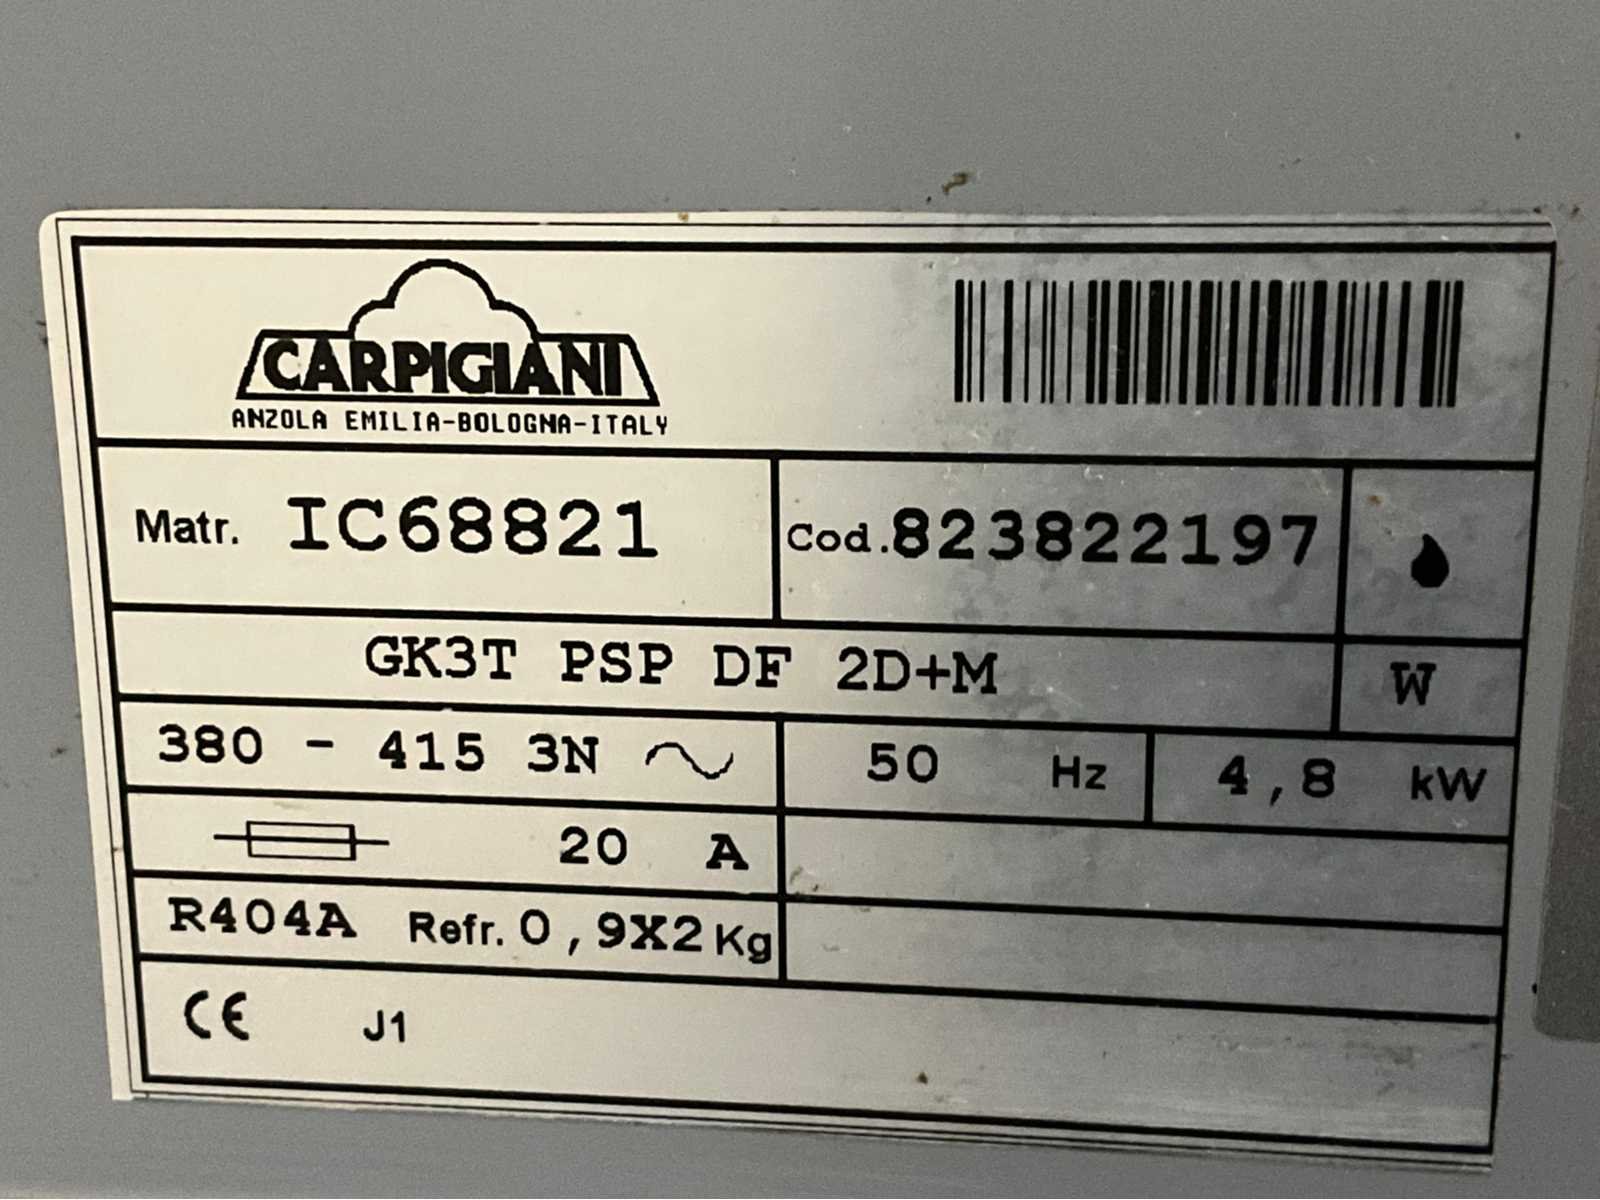 CARPIGIANI
ANZOLA EMILIA-BOLOGNA-ITALY
Matr. IC68821
Cod.823822197
GK3T PSP DF 2D+M
W
380 - 415 3N
50 Hz
4,8 kW
20 A
R404A Refr. 0,9X2 Kg
CE J1